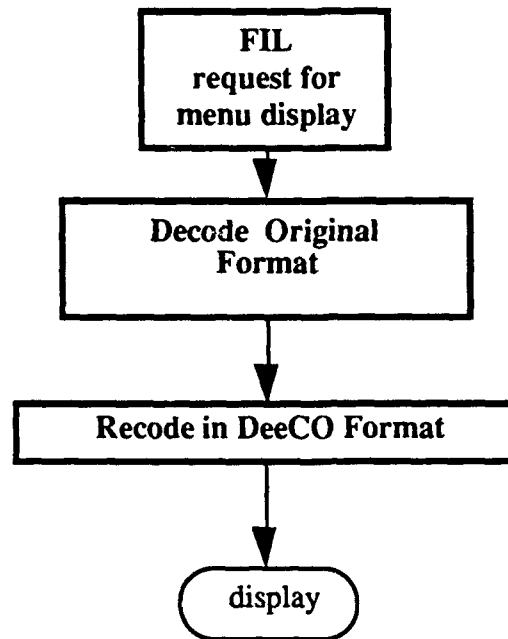 FIL
request for
menu display
Decode Original
Format
Recode in DeeCO Format
display